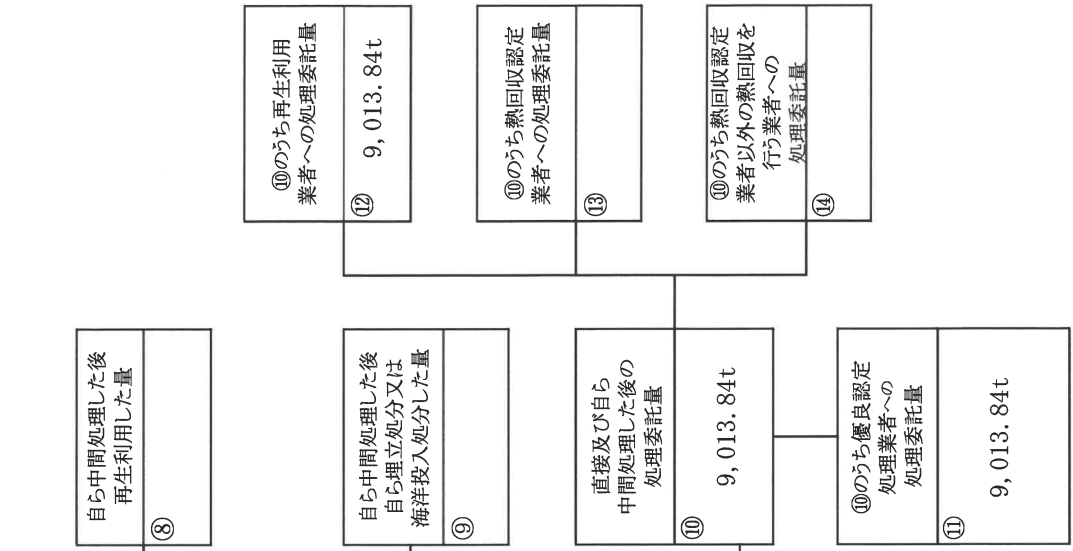 自ら中間処理した後
再生利用した量
⑧
自ら中間処理した後
自ら埋立処分又は
海洋投入処分した量
⑨
直接及び自ら
中間処理した後の
処理委託量
⑩
9,013.84t
⑩のうち優良認定
処理業者への
処理委託量
⑪
9,013.84t
⑩のうち再生利用
業者への処理委託量
⑫
9,013.84t
⑩のうち熱回収認定
業者への処理委託量
⑬
⑩のうち熱回収認定
業者以外の熱回収を
行う業者への
処理委託量
⑭